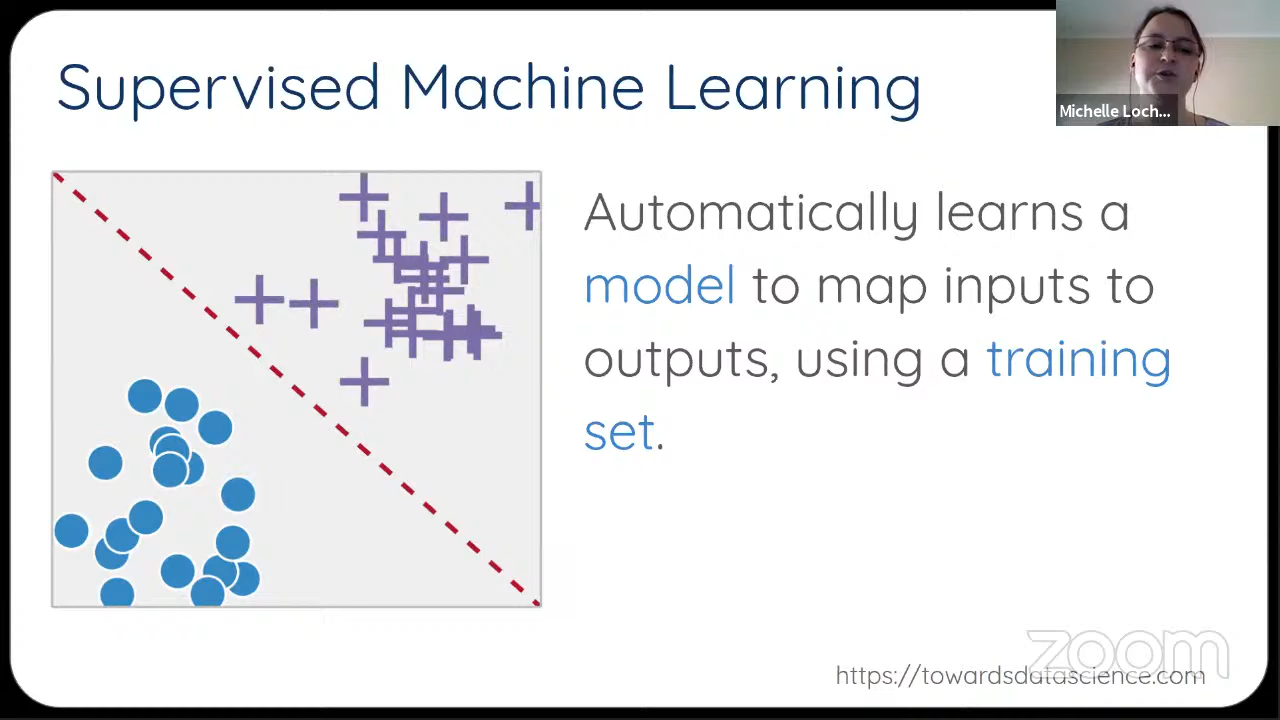 Supervised Machine Learning
Michelle Loch...
Automatically learns a
model to map inputs to
outputs, using a training
set.
zoom
https://towardsdatascience.com